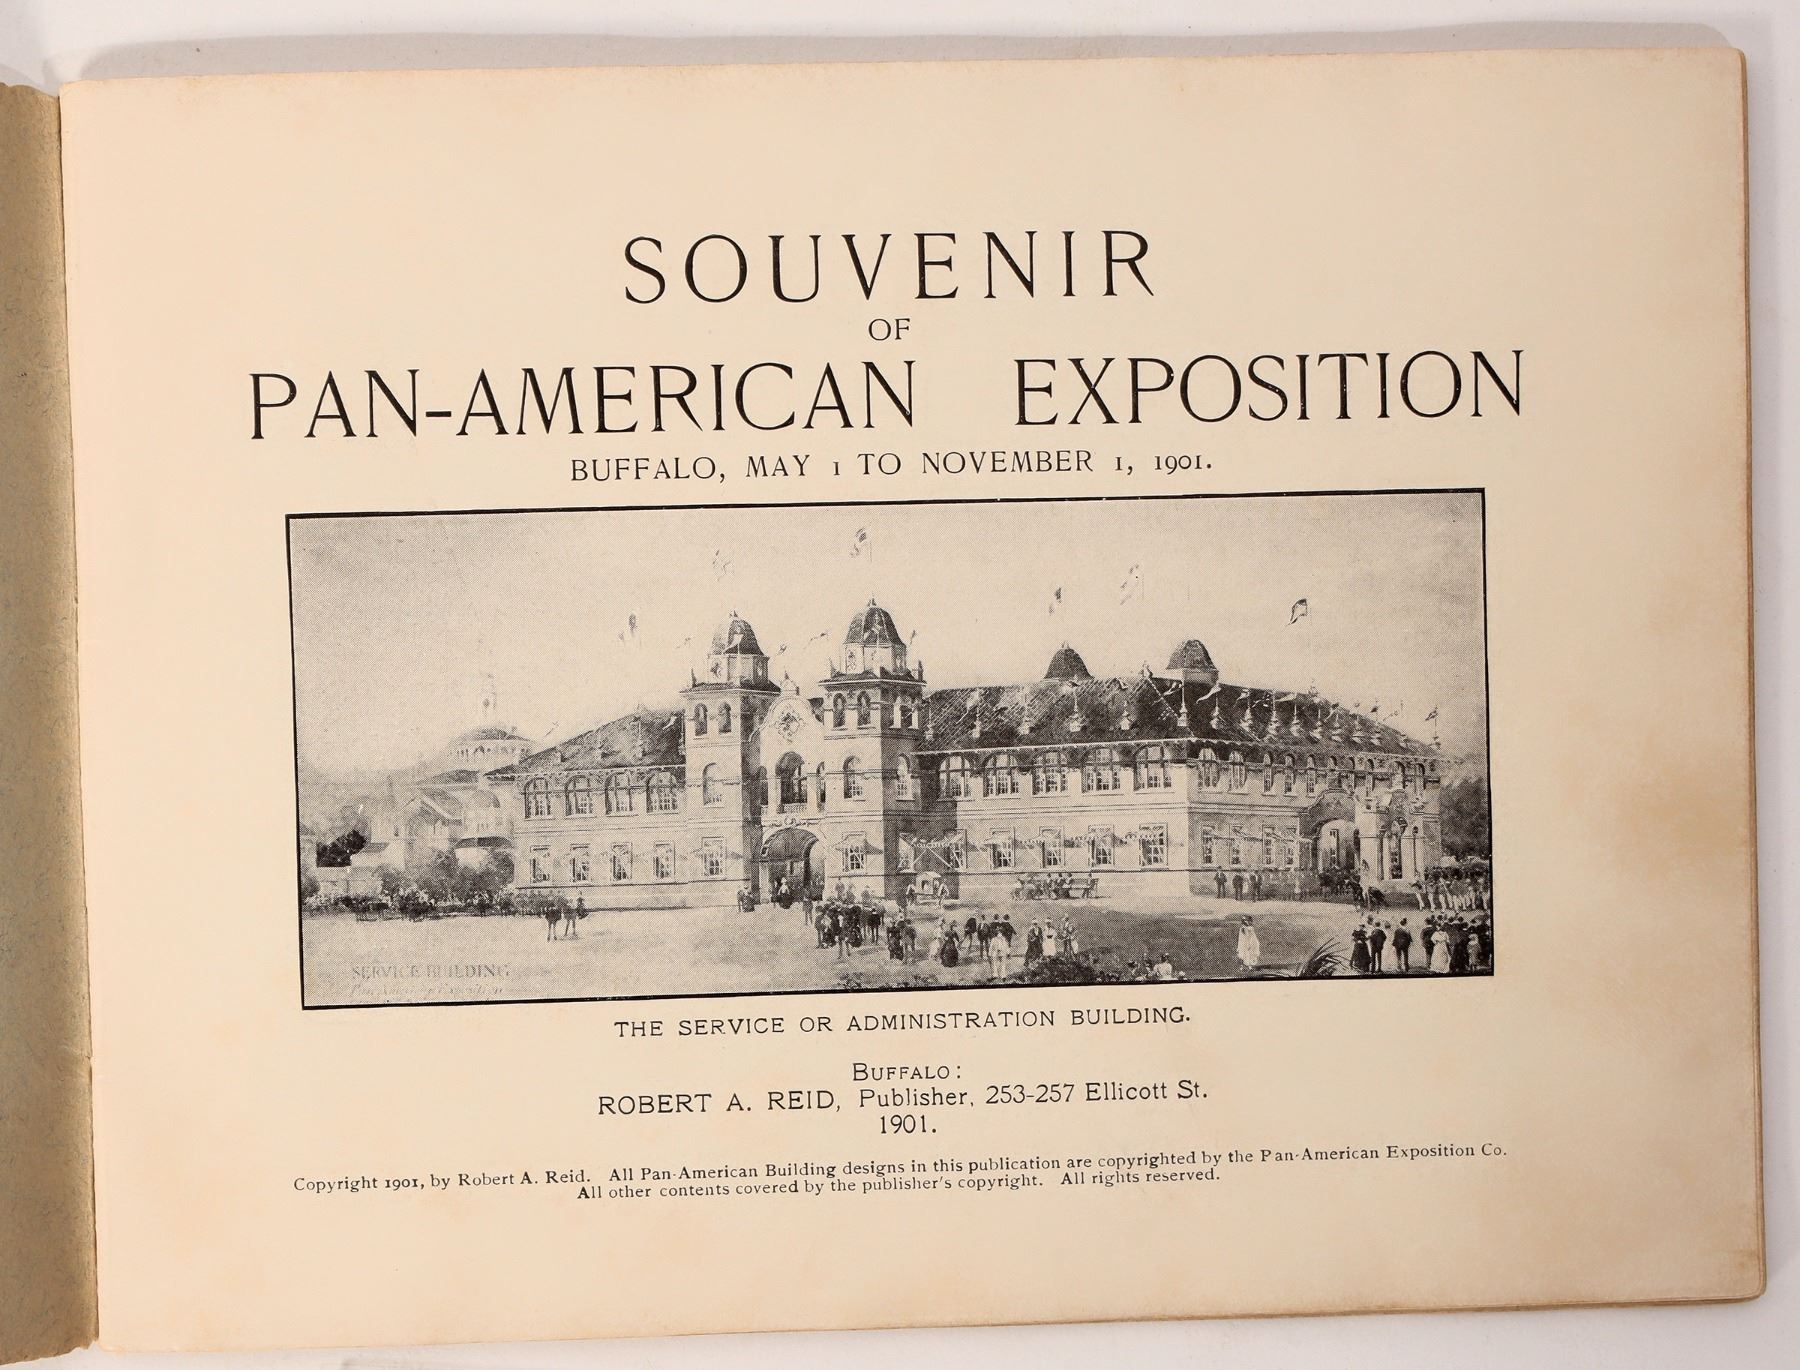 SOUVENIR
OF
PAN-AMERICAN EXPOSITION
BUFFALO, MAY 1 TO NOVEMBER 1, 1901.
SERVICE BUILDING
Pan-American Exposition
THE SERVICE OR ADMINISTRATION BUILDING.
BUFFALO:
ROBERT A. REID, Publisher, 253-257 Ellicott St.
1901.
Copyright 1901, by Robert A. Reid. All Pan-American Building designs in this publication are copyrighted by the Pan-American Exposition Co.
All other contents covered by the publisher's copyright. All rights reserved.